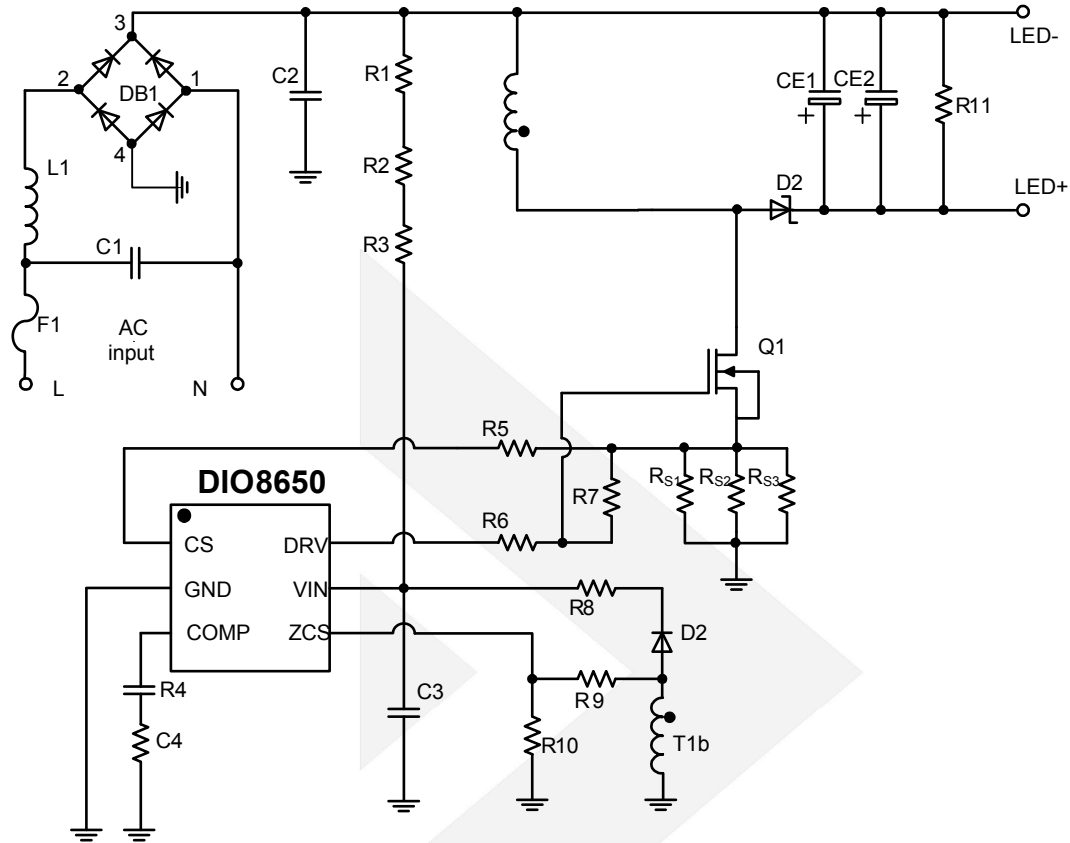 3
LED-
2
DB1
1
C2
R1
CE1
CE2
+
+
R11
4
L1
R2
D2
LED+
C1
R3
F1
AC
input
Q1
L
N
R5
DIO8650
R7
RS1
RS2
RS3
R6
CS
DRV
GND
VIN
R8
COMP
ZCS
D2
R4
C3
R9
C4
R10
T1b